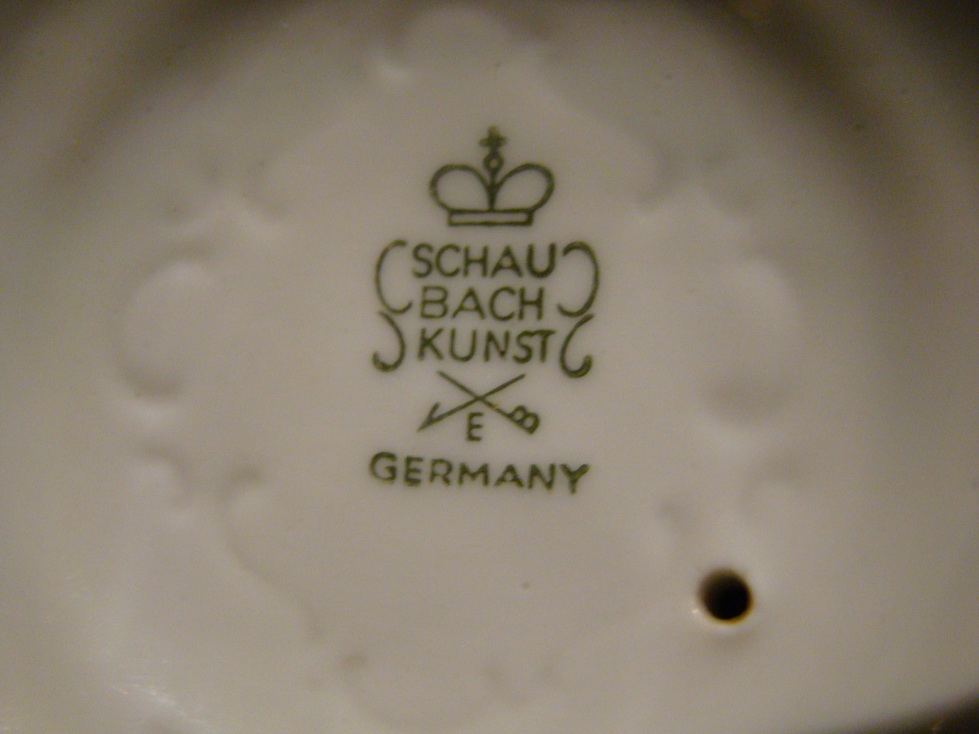 SCHAU
BACH
KUNST
E B
GERMANY